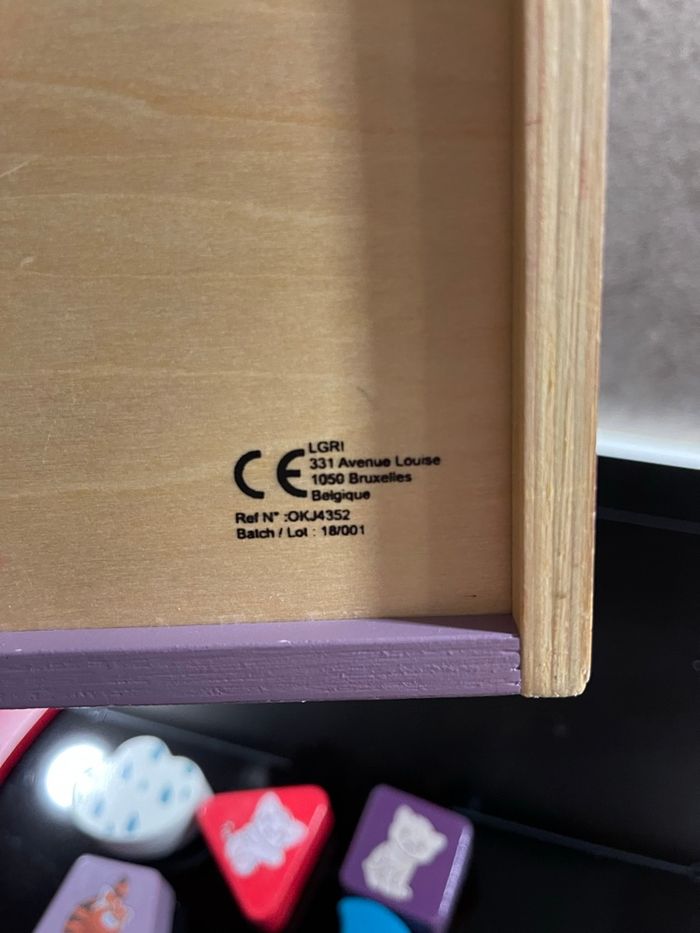 CE
LGRI
331 Avenue Louise
1050 Bruxelles
Belgique
Ref N° :OKJ4352
Batch / Lot : 18/001